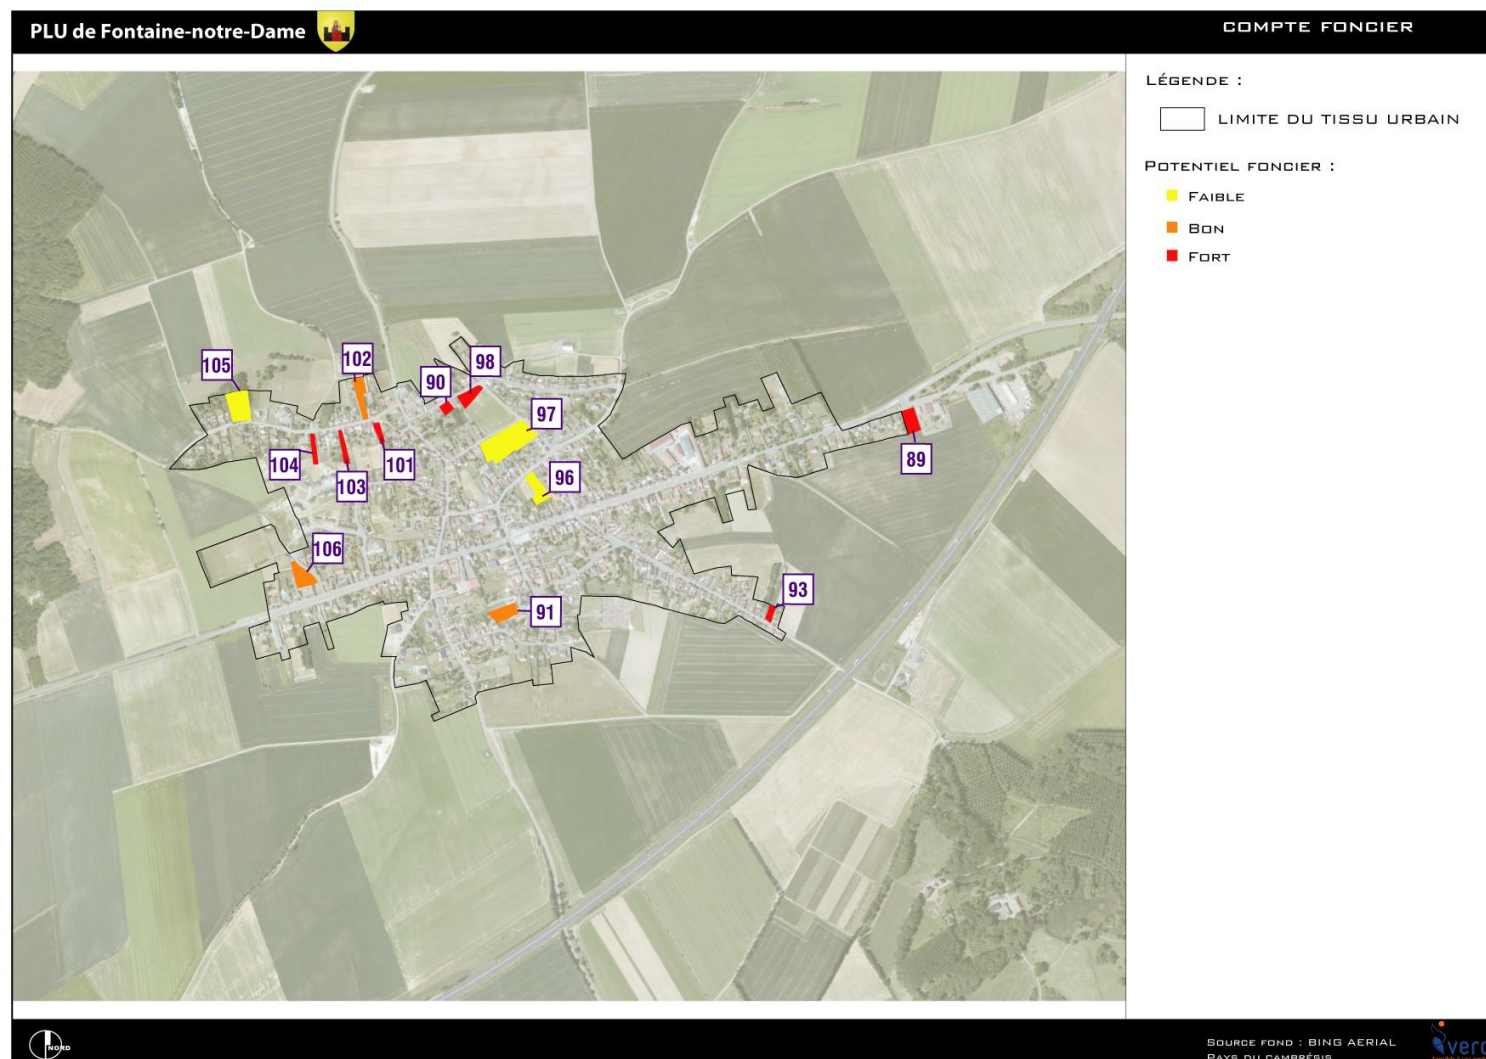 PLU de Fontaine-notre-Dame
COMPTE FONCIER
LÉGENDE :
LIMITE DU TISSU URBAIN
POTENTIEL FONCIER :
FAIBLE
BON
FORT
105
102
90
98
97
104
103
101
96
89
106
91
93
NORD
SOURCE FOND : BING AERIAL
PAYS DU CAMBRÉSIS